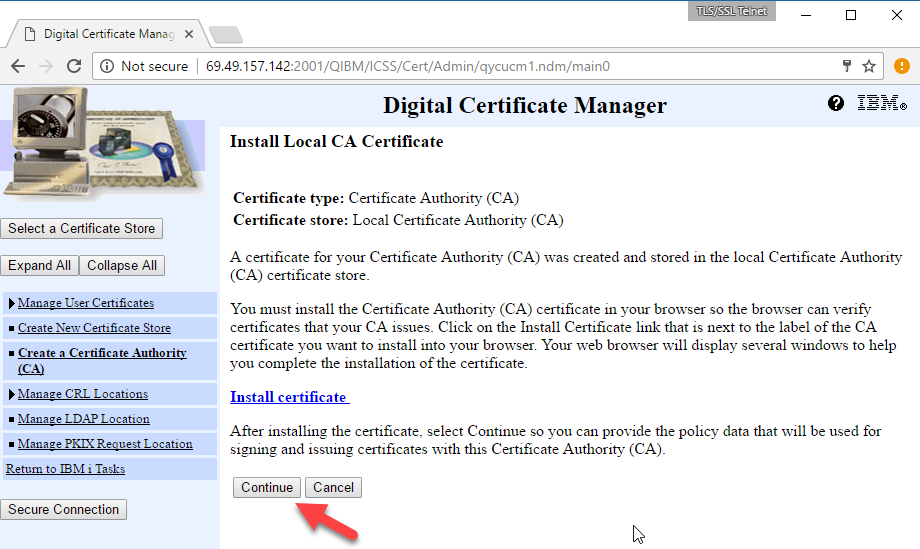 TLS/SSL Telnet
Digital Certificate Manag
Not secure 69.49.157.142:2001/QIBM/ICSS/Cert/Admin/qycucm1.ndm/main0
Digital Certificate Manager
IBM
Install Local CA Certificate
Certificate type: Certificate Authority (CA)
Certificate store: Local Certificate Authority (CA)
A certificate for your Certificate Authority (CA) was created and stored in the local Certificate Authority
(CA) certificate store.
You must install the Certificate Authority (CA) certificate in your browser so the browser can verify
certificates that your CA issues. Click on the Install Certificate link that is next to the label of the CA
certificate you want to install into your browser. Your web browser will display several windows to help
you complete the installation of the certificate.
Install certificate
After installing the certificate, select Continue so you can provide the policy data that will be used for
signing and issuing certificates with this Certificate Authority (CA).
Continue Cancel
Select a Certificate Store
Expand All Collapse All
Manage User Certificates
Create New Certificate Store
Create a Certificate Authority
(CA)
Manage CRL Locations
Manage LDAP Location
Manage PKIX Request Location
Return to IBM i Tasks
Secure Connection